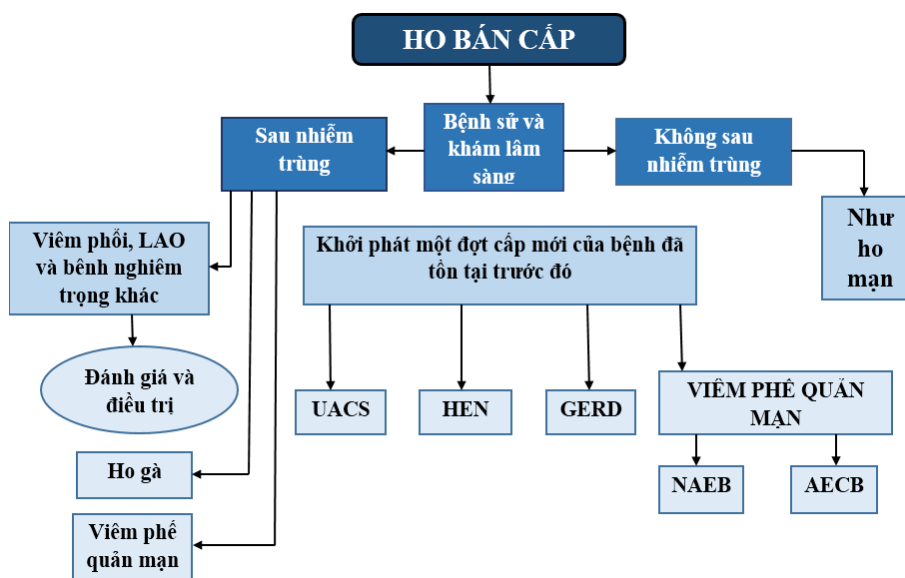 HO BÁN CẤP
Bệnh sử và
khám lâm
sàng
Sau nhiễm
trùng
Không sau
nhiễm trùng
Như
ho
mạn
Viêm phổi, LAO
và bênh nghiêm
trọng khác
Khởi phát một đợt cấp mới của bệnh đã
tồn tại trước đó
Đánh giá và
điều trị
UACS
HEN
GERD
VIÊM PHÊ QUẢN
MẠN
Ho gà
NAEB
AECB
Viêm phế
quản mạn